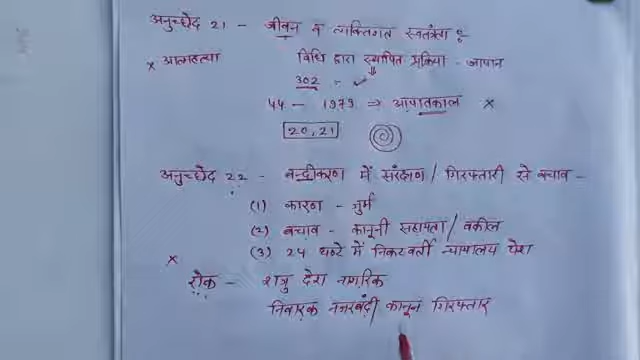 अनुच्छेद 21 - जीवन व व्यक्तिगत स्वतंत्रता :
× आत्महत्या विधि द्वारा स्थापित प्रक्रिया - जापान
302 - ✓
44 - 1979 ⇒ आपातकाल ×
20, 21
अनुच्छेद 22 - बन्दीकरण में संरक्षण / गिरफ्तारी से बचाव -
(1) कारण - जुर्म
(2) बचाव - कानूनी सहायता / वकील
(3) 24 घण्टे में निकटवर्ती न्यायालय पेश
×
रोक - शत्रु देश नागरिक
निवारक नजरबंदी / कानून गिरफ्तार